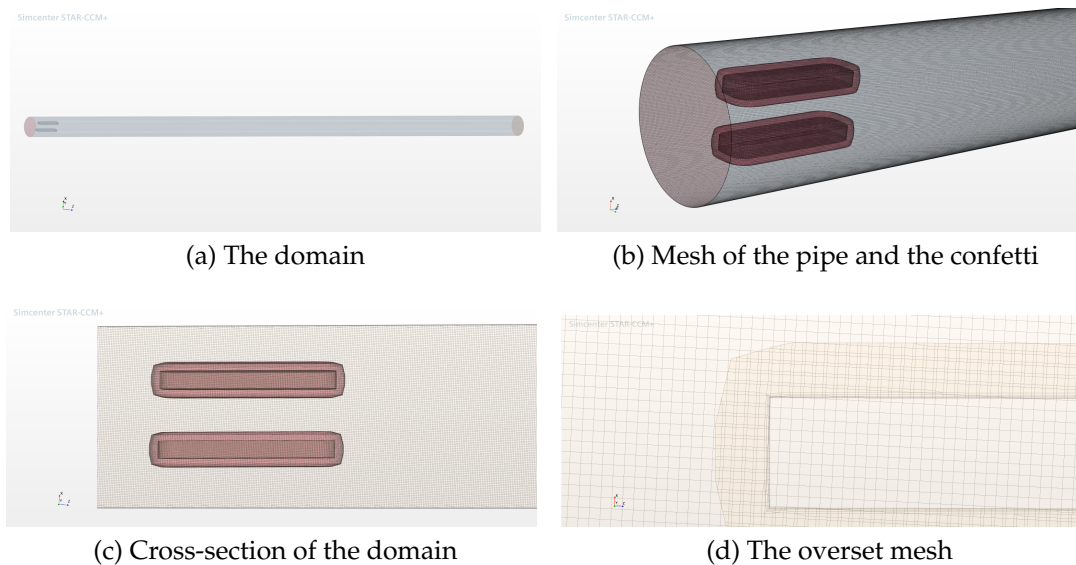 Simcenter STAR-CCM+
Simcenter STAR-CCM+
(a) The domain
(b) Mesh of the pipe and the confetti
Simcenter STAR-CCM+
Simcenter STAR-CCM+
(c) Cross-section of the domain
(d) The overset mesh